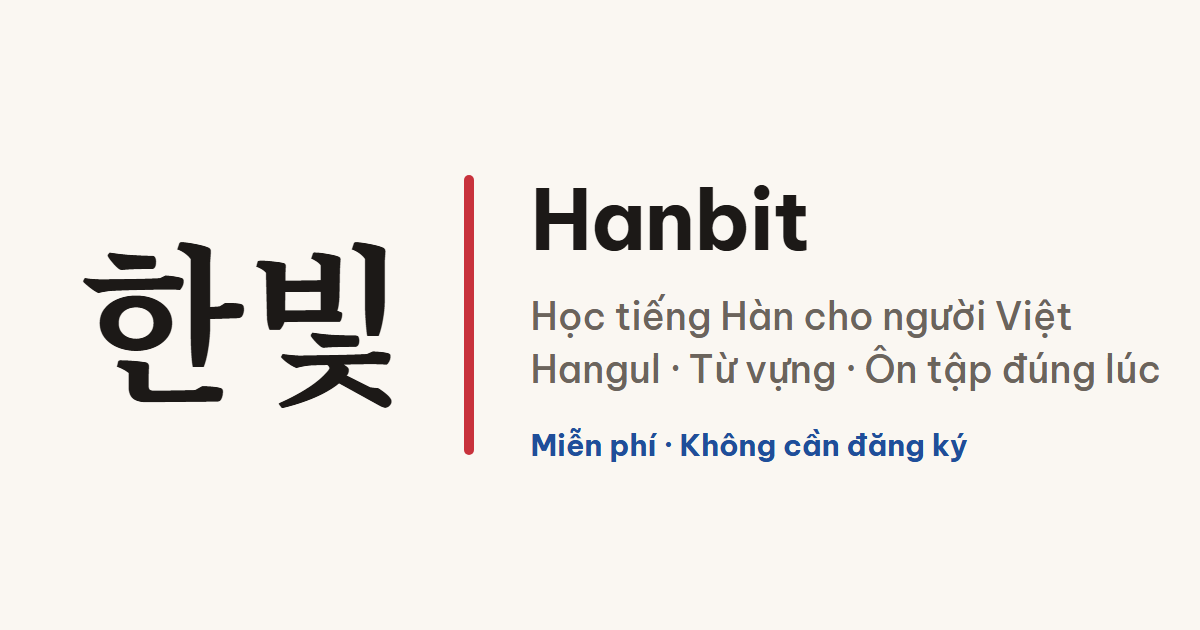 한빛
Hanbit
Học tiếng Hàn cho người Việt
Hangul · Từ vựng · Ôn tập đúng lúc
Miễn phí · Không cần đăng ký